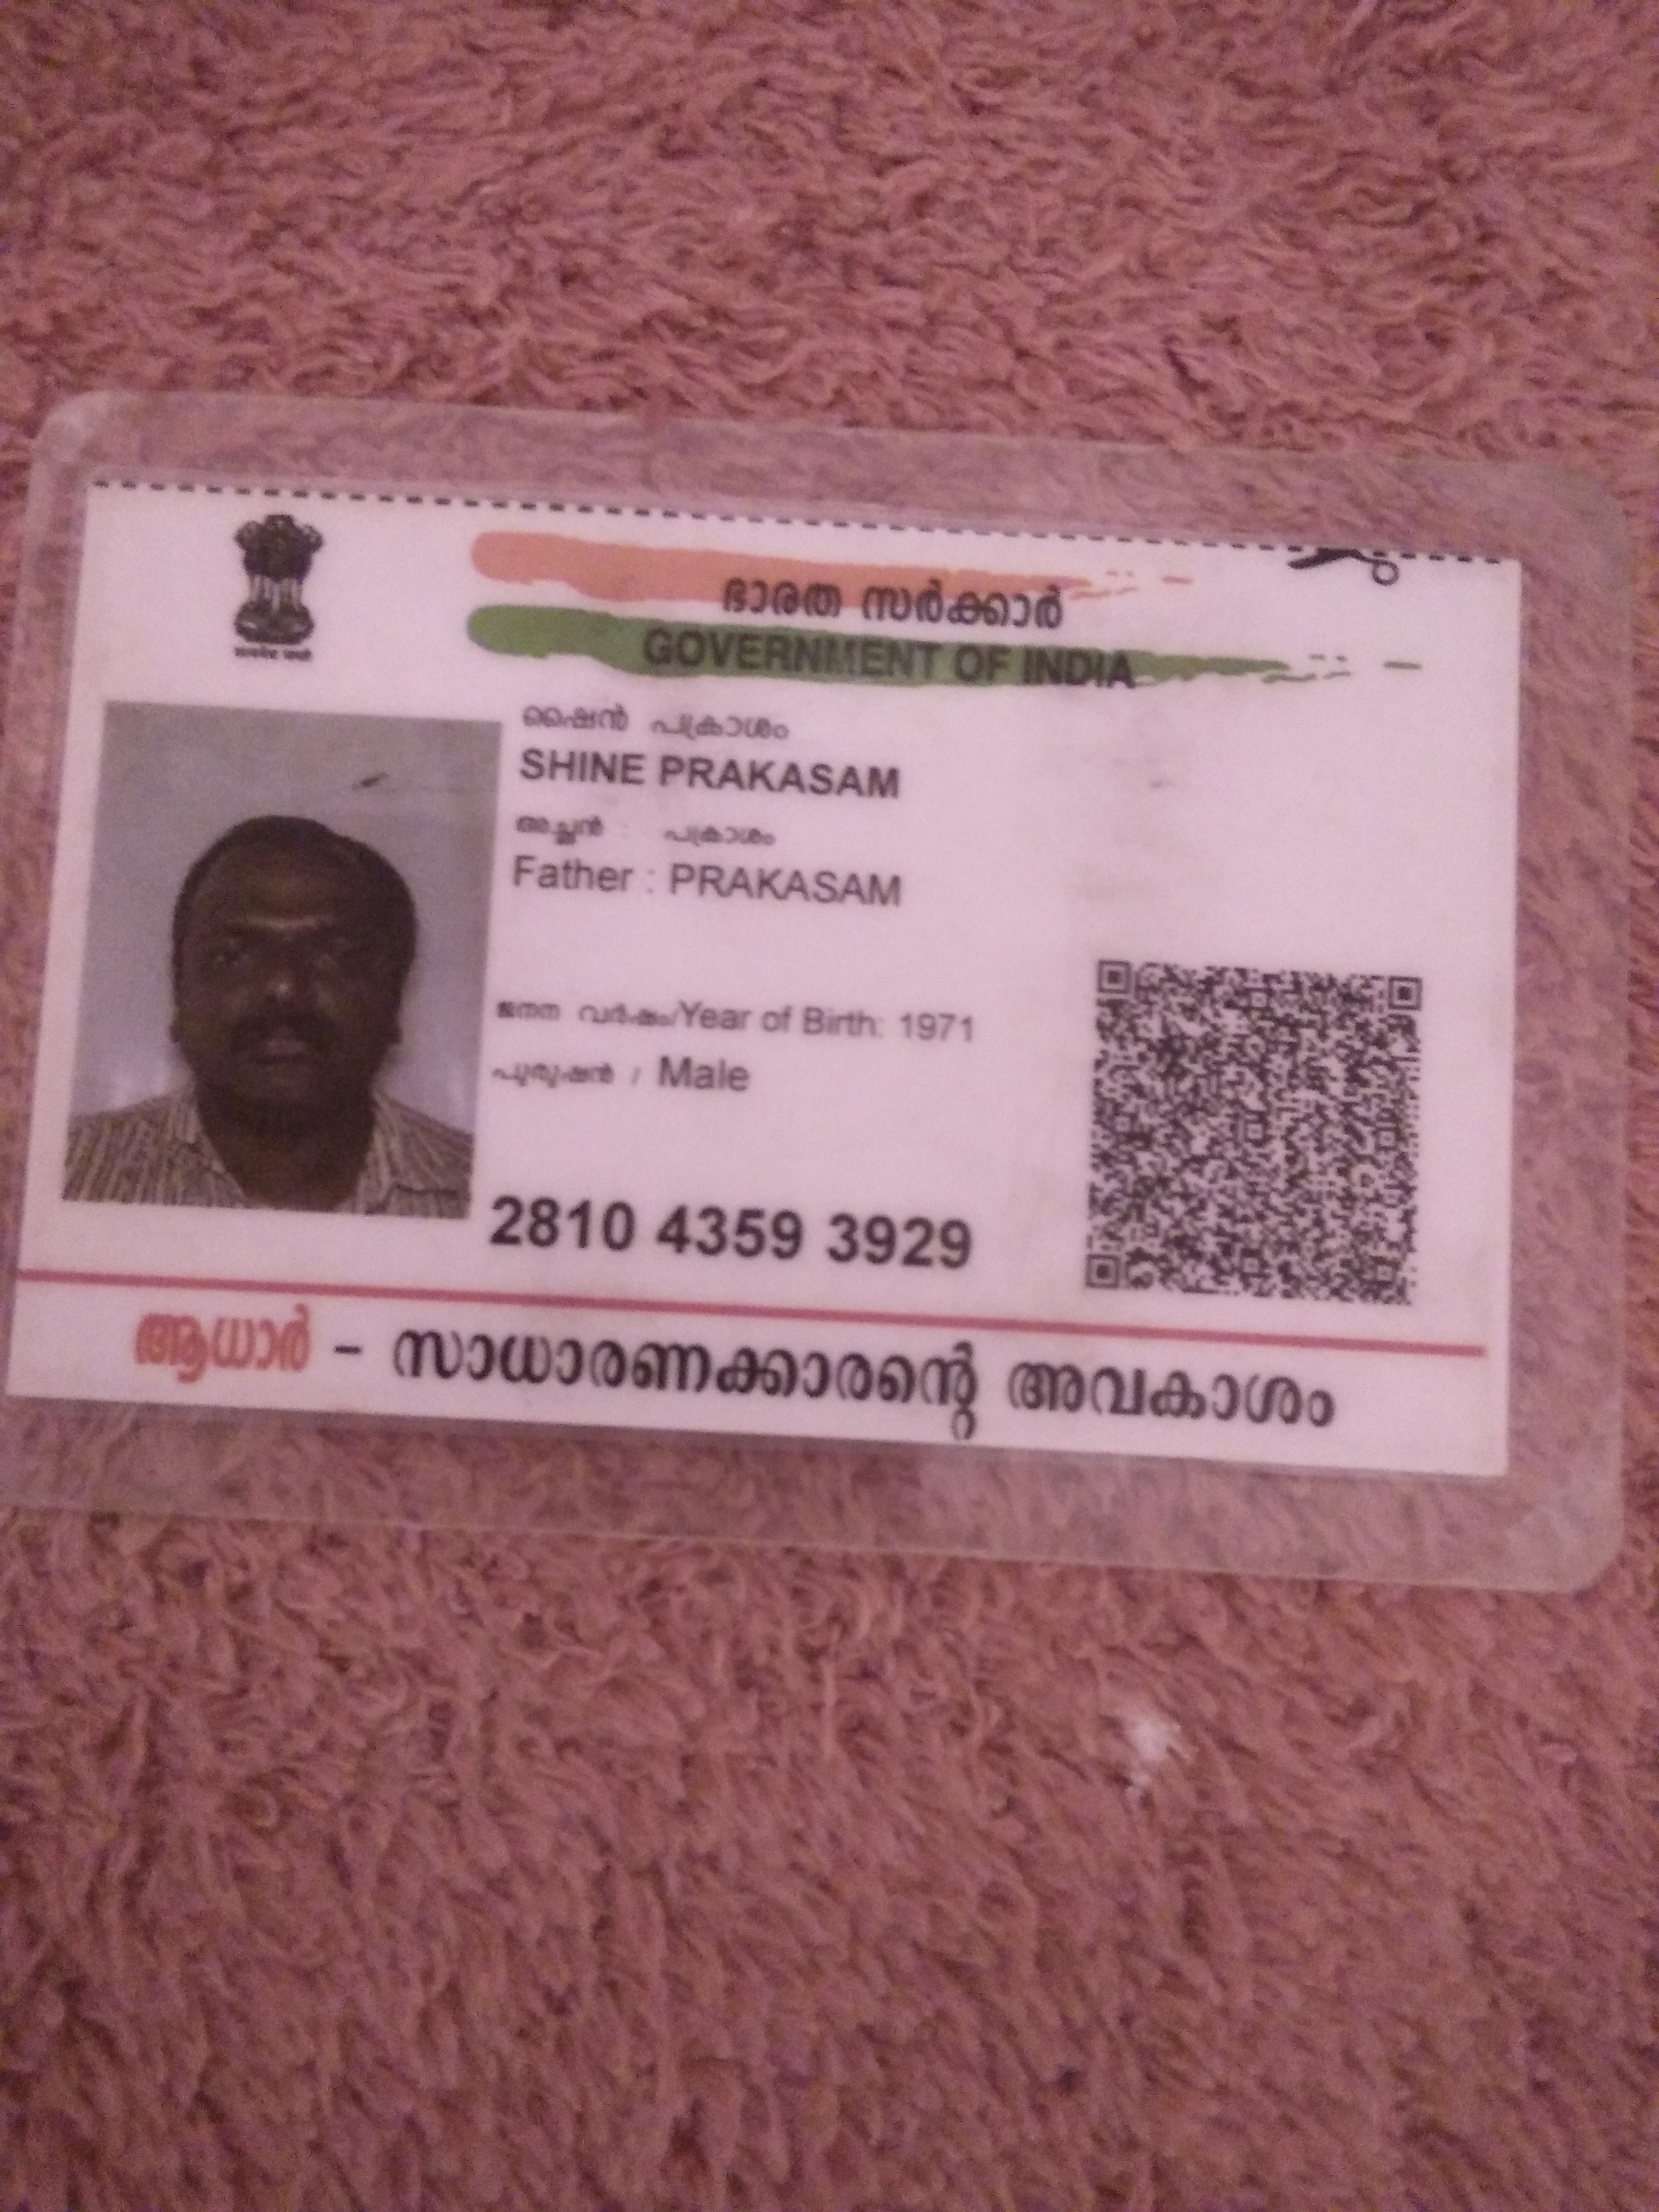 ഭാരത സർക്കാർ
GOVERNMENT OF INDIA
ഷൈൻ പ്രകാശം
SHINE PRAKASAM
അച്ഛൻ : പ്രകാശം
Father : PRAKASAM
ജനന വർഷം/Year of Birth: 1971
പുരുഷൻ / Male
2810 4359 3929
ആധാർ - സാധാരണക്കാരന്റെ അവകാശം